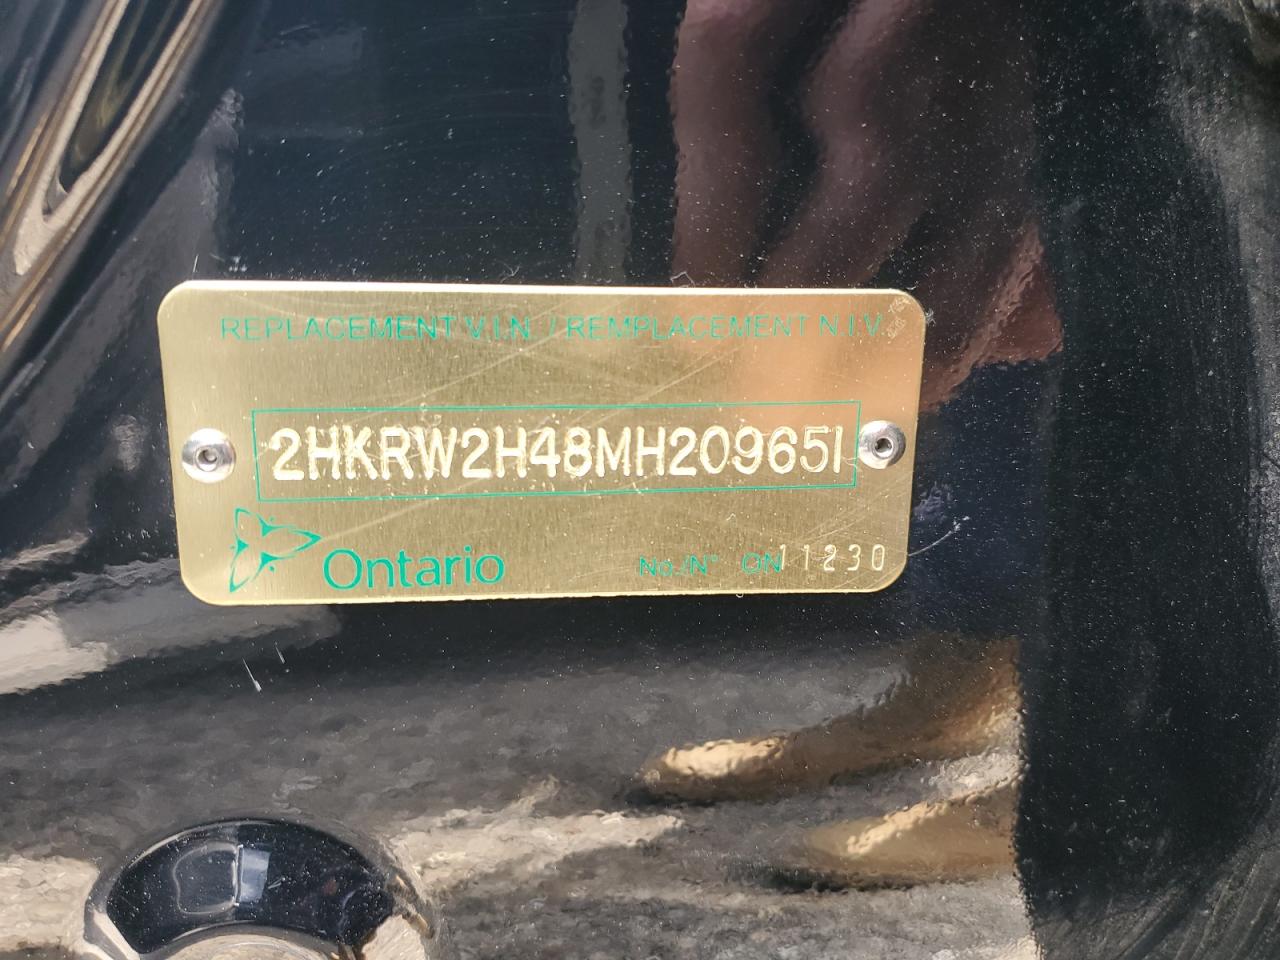 REPLACEMENT V.I.N. / REMPLACEMENT N.I.V.
2HKRW2H48MH209651
Ontario
No./N° ON11230